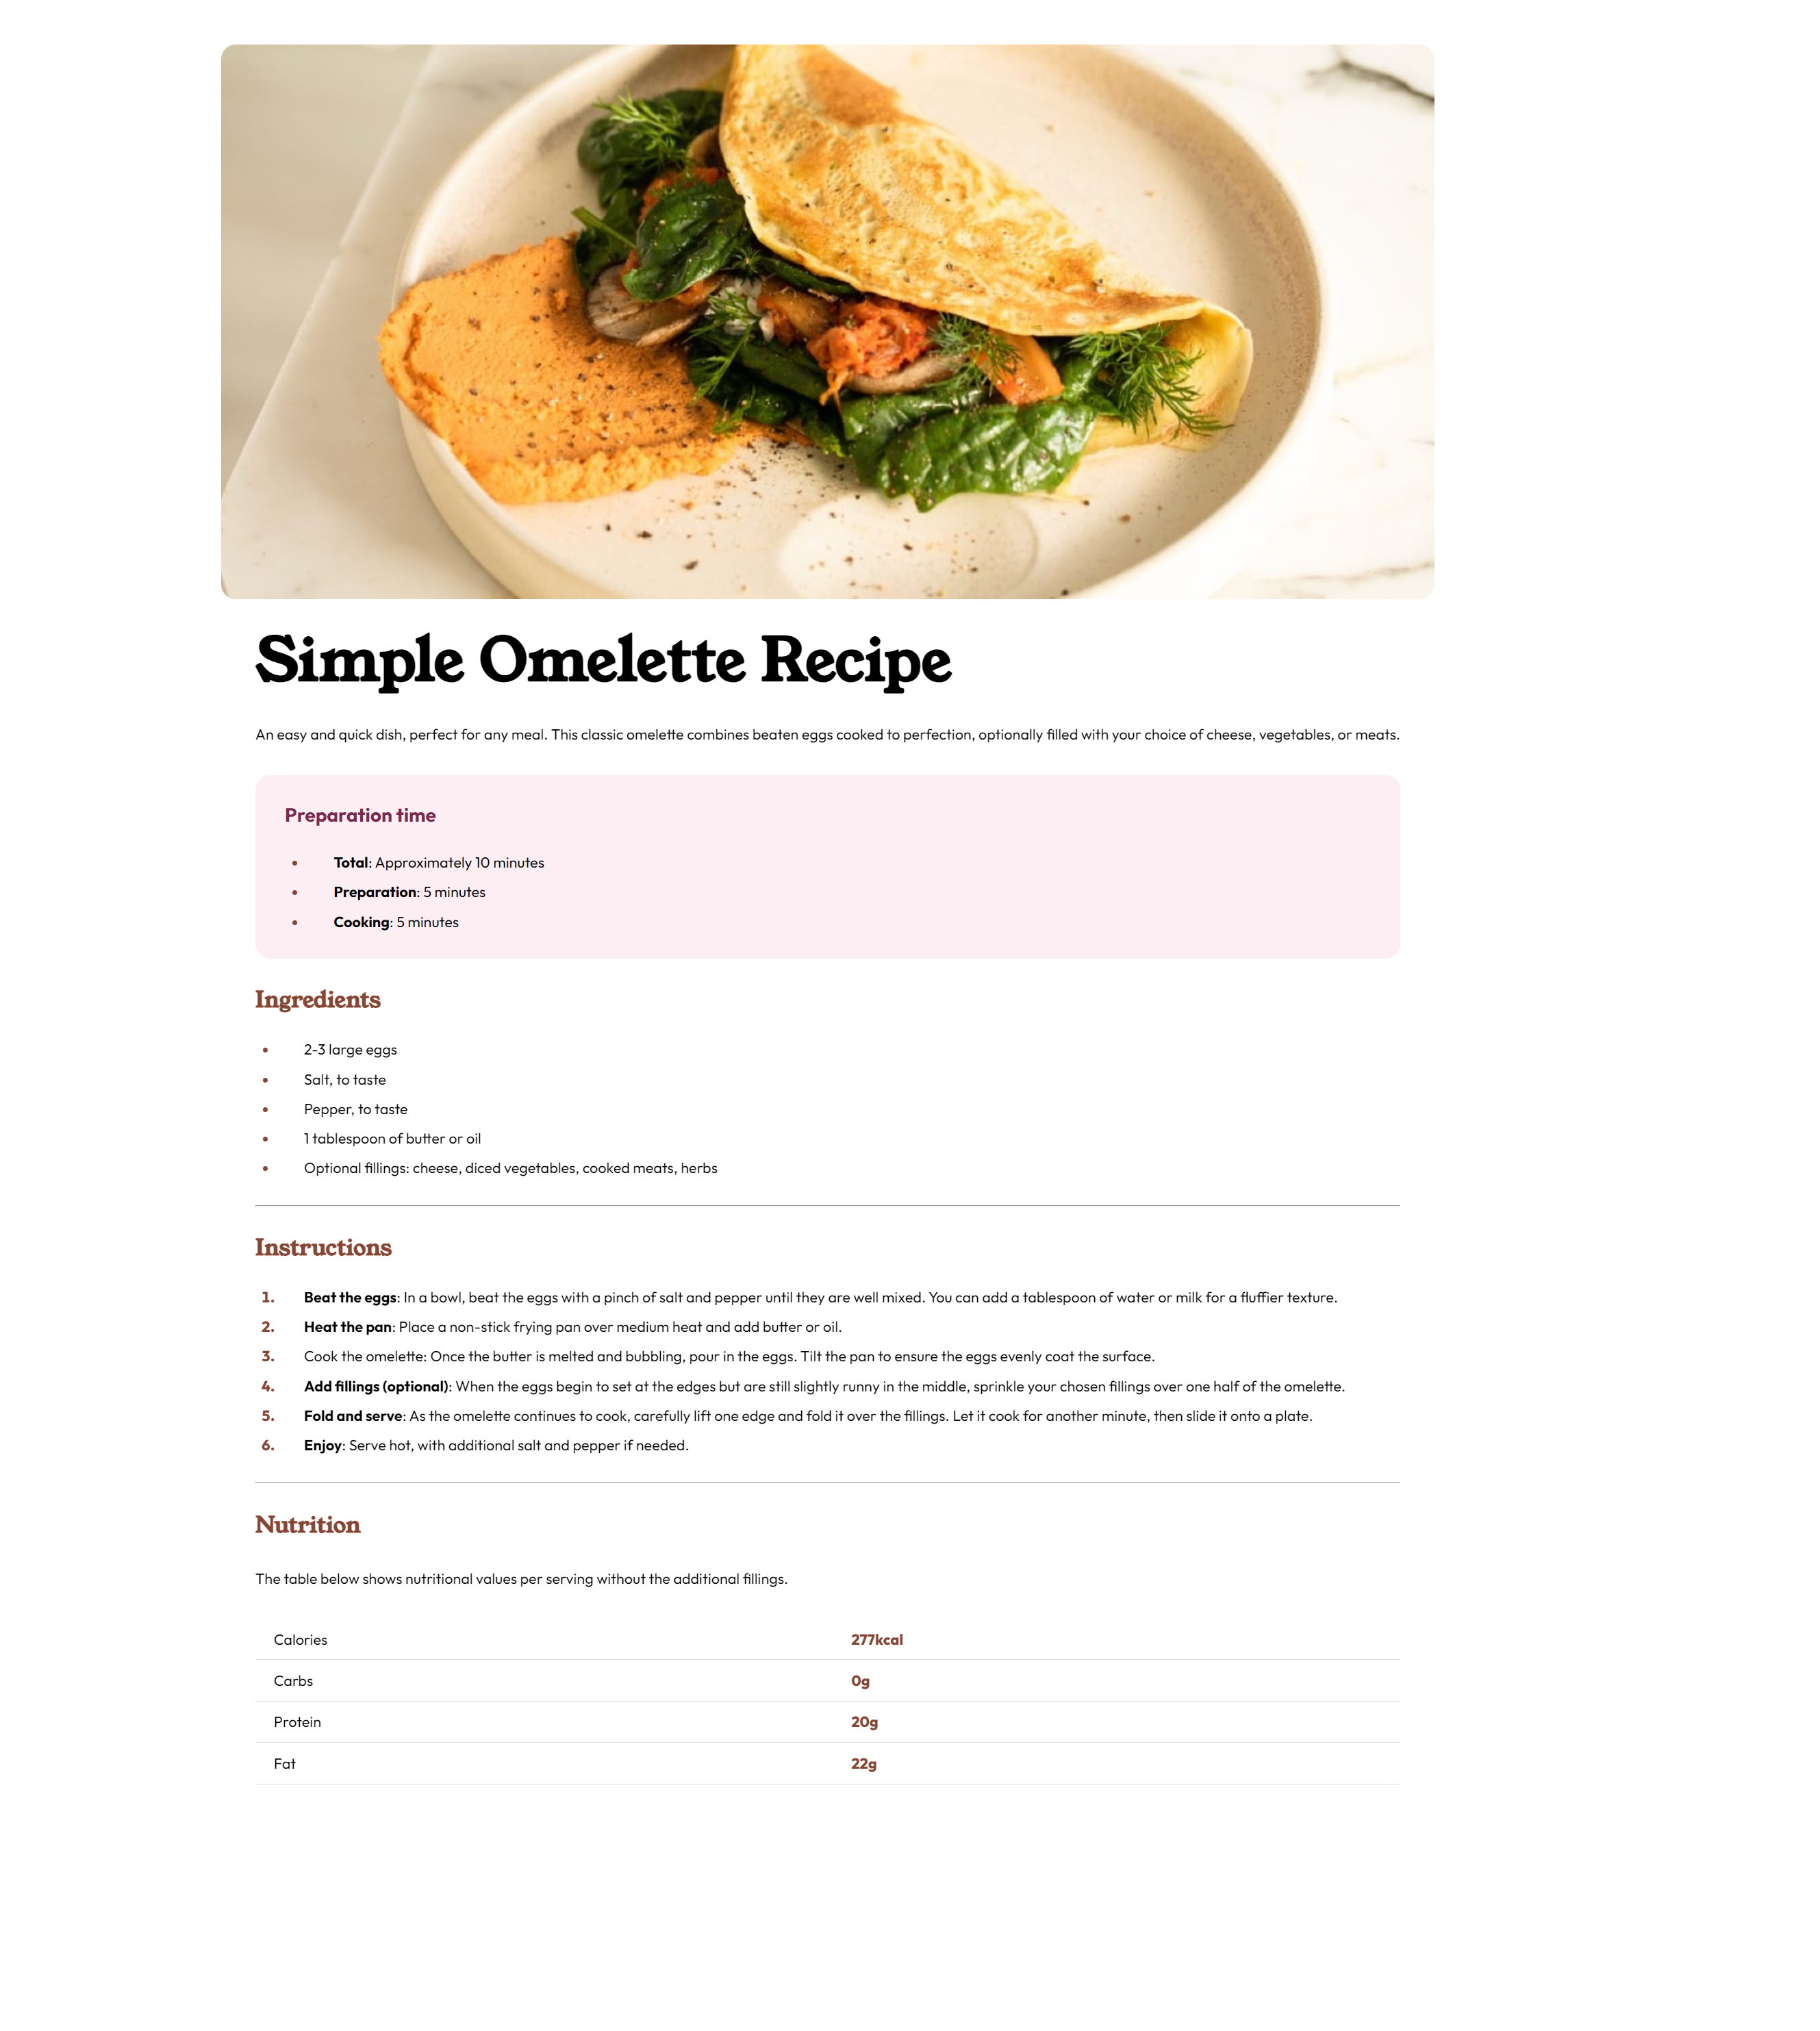 Simple Omelette Recipe
An easy and quick dish, perfect for any meal. This classic omelette combines beaten eggs cooked to perfection, optionally filled with your choice of cheese, vegetables, or meats.
Preparation time
• Total: Approximately 10 minutes
• Preparation: 5 minutes
• Cooking: 5 minutes
Ingredients
• 2-3 large eggs
• Salt, to taste
• Pepper, to taste
• 1 tablespoon of butter or oil
• Optional fillings: cheese, diced vegetables, cooked meats, herbs
Instructions
1. Beat the eggs: In a bowl, beat the eggs with a pinch of salt and pepper until they are well mixed. You can add a tablespoon of water or milk for a fluffier texture.
2. Heat the pan: Place a non-stick frying pan over medium heat and add butter or oil.
3. Cook the omelette: Once the butter is melted and bubbling, pour in the eggs. Tilt the pan to ensure the eggs evenly coat the surface.
4. Add fillings (optional): When the eggs begin to set at the edges but are still slightly runny in the middle, sprinkle your chosen fillings over one half of the omelette.
5. Fold and serve: As the omelette continues to cook, carefully lift one edge and fold it over the fillings. Let it cook for another minute, then slide it onto a plate.
6. Enjoy: Serve hot, with additional salt and pepper if needed.
Nutrition
The table below shows nutritional values per serving without the additional fillings.
Calories 277kcal
Carbs 0g
Protein 20g
Fat 22g